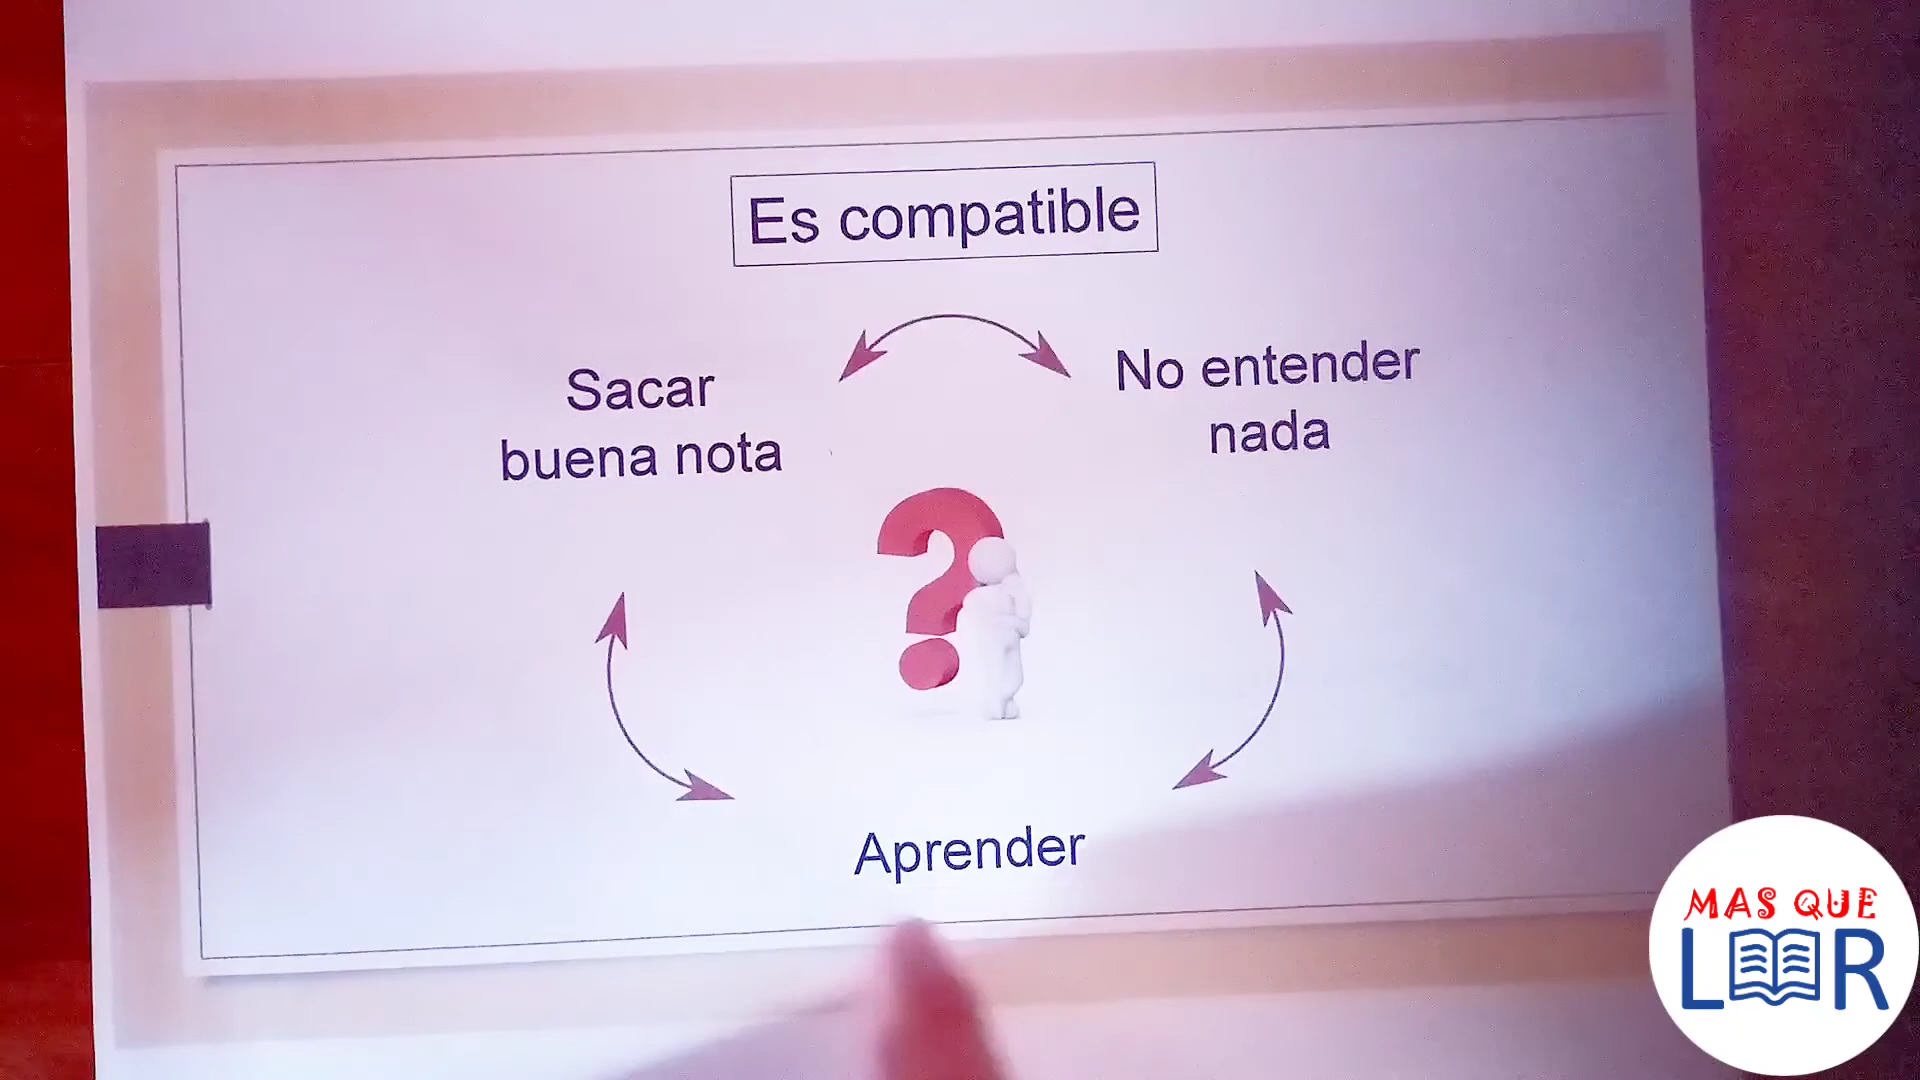 Es compatible
Sacar
buena nota
No entender
nada
Aprender
MAS QUE
LEER